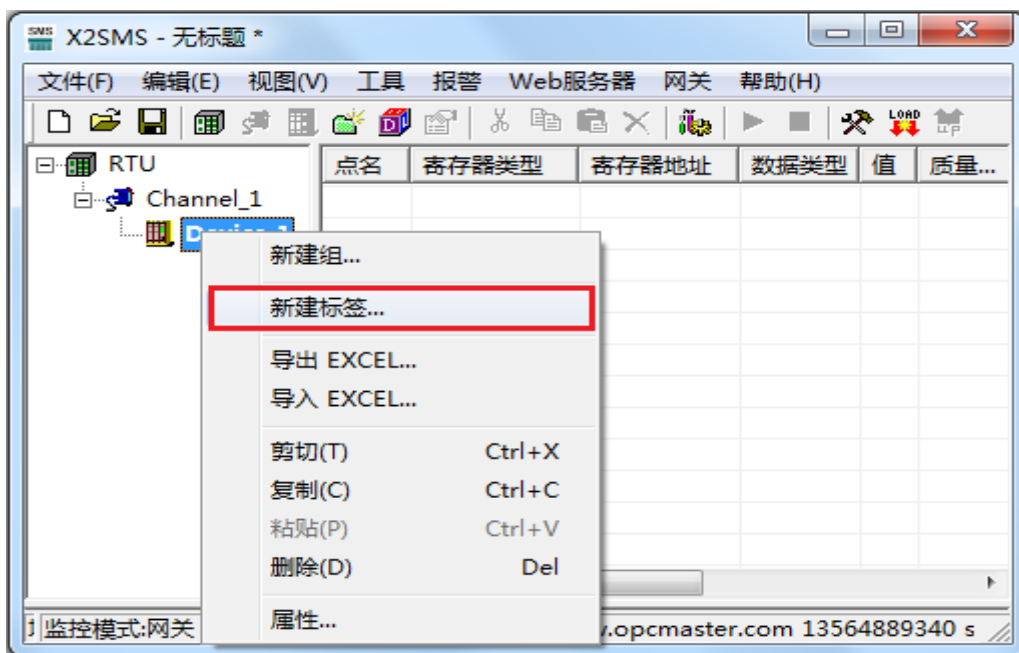 SMS X2SMS - 无标题 *
文件(F) 编辑(E) 视图(V) 工具 报警 Web服务器 网关 帮助(H)
D LOAD UP
RTU 点名 寄存器类型 寄存器地址 数据类型 值 质量...
Channel_1
新建组...
新建标签...
导出 EXCEL...
导入 EXCEL...
剪切(T) Ctrl+X
复制(C) Ctrl+C
粘贴(P) Ctrl+V
删除(D) Del
属性...
监控模式:网关 .opcmaster.com 13564889340 s